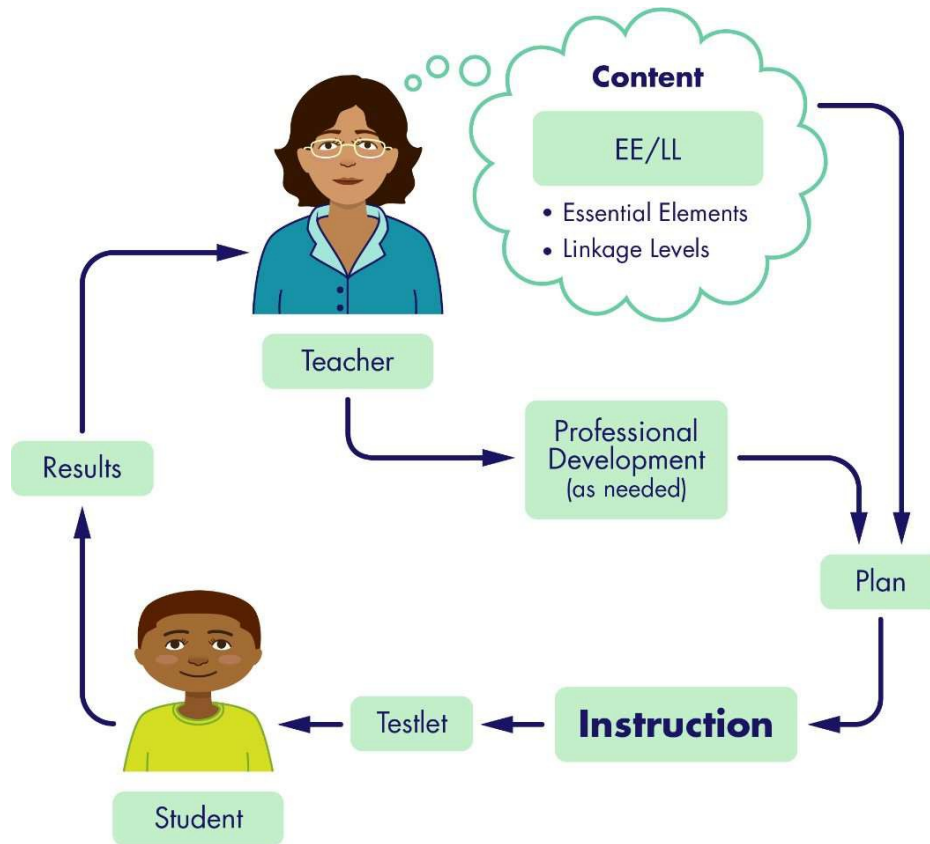 Content
EE/LL
• Essential Elements
• Linkage Levels
Teacher
Professional
Development
(as needed)
Results
Plan
Instruction
Testlet
Student